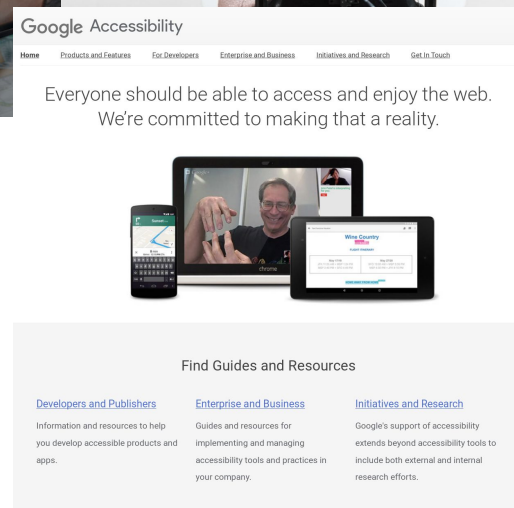 Google Accessibility
Home Products and Features For Developers Enterprise and Business Initiatives and Research Get In Touch
Everyone should be able to access and enjoy the web.
We're committed to making that a reality.
chrome
Wine Country
FLIGHT ITINERARY
Find Guides and Resources
Developers and Publishers
Information and resources to help
you develop accessible products and
apps.
Enterprise and Business
Guides and resources for
implementing and managing
accessibility tools and practices in
your company.
Initiatives and Research
Google's support of accessibility
extends beyond accessibility tools to
include both external and internal
research efforts.